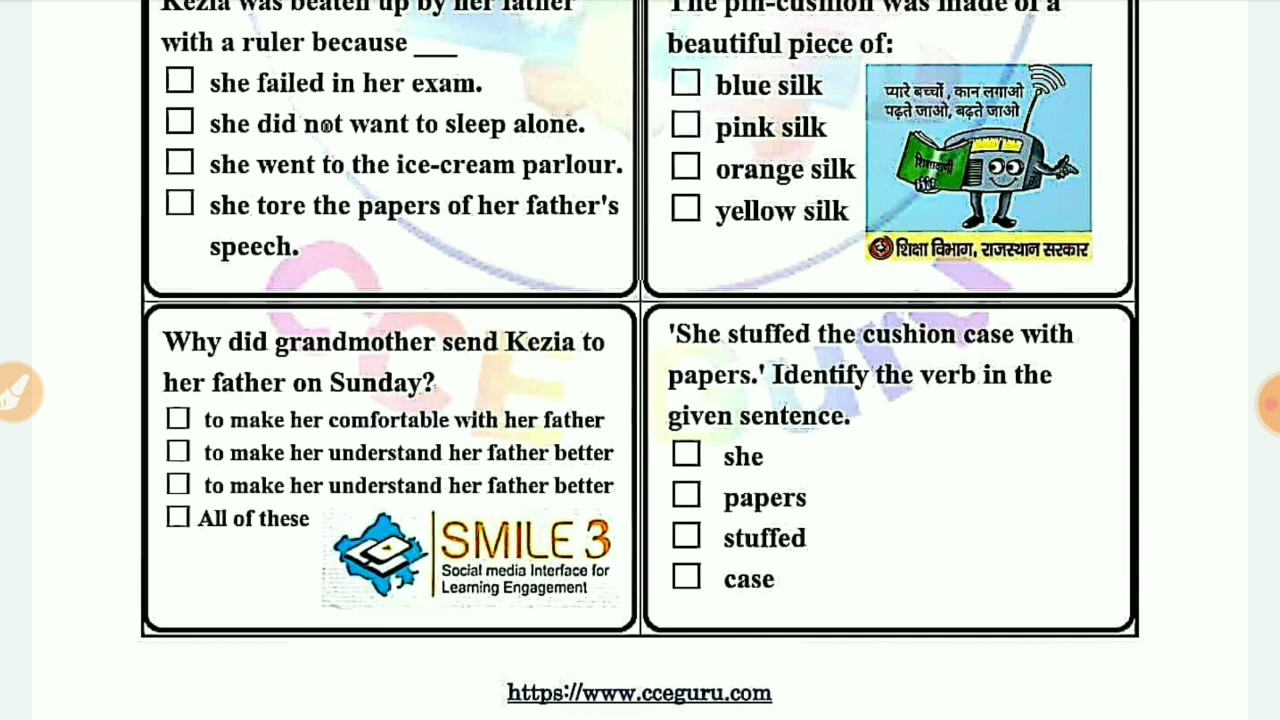 Kezia was beaten up by her father
with a ruler because ___
she failed in her exam.
she did not want to sleep alone.
she went to the ice-cream parlour.
she tore the papers of her father's
speech.
The pin-cushion was made of a
beautiful piece of:
blue silk
pink silk
orange silk
yellow silk
प्यारे बच्चों, कान लगाओ
पढ़ते जाओ, बढ़ते जाओ
शिक्षावाणी
शिक्षा विभाग, राजस्थान सरकार
Why did grandmother send Kezia to
her father on Sunday?
to make her comfortable with her father
to make her understand her father better
to make her understand her father better
All of these
SMILE 3
Social media Interface for
Learning Engagement
'She stuffed the cushion case with
papers.' Identify the verb in the
given sentence.
she
papers
stuffed
case
CCE Guru
https://www.cceguru.com